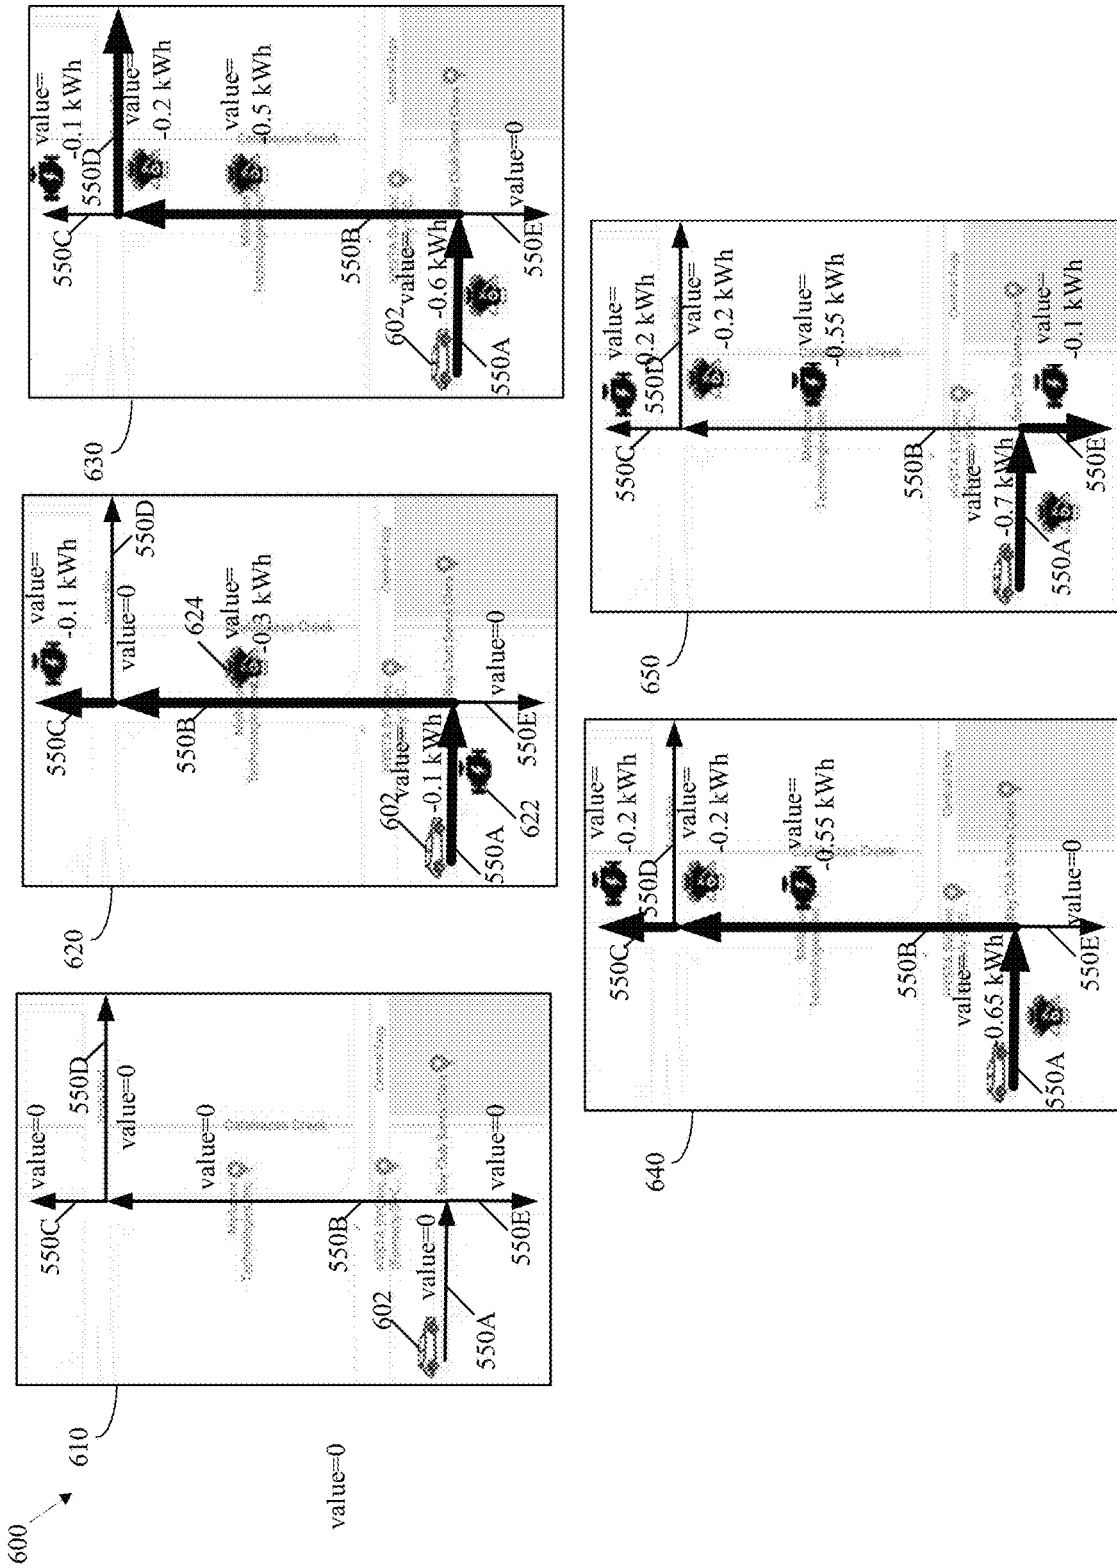 600
610
value=0
550C
550D
value=0
value=0
550B
602
value=0
550A
value=0
550E
value=0
620
value=
-0.1 kWh
550C
value=0
550D
624
550B
value=
-0.3 kWh
602
value=
-0.1 kWh
550A
value=0
622
550E
630
value=
-0.1 kWh
550C
550D
value=
-0.2 kWh
value=
-0.5 kWh
550B
602
value=
-0.6 kWh
550A
value=0
550E
640
value=
-0.2 kWh
550C
550D
value=
-0.2 kWh
value=
-0.55 kWh
550B
value=
-0.65 kWh
550A
value=0
550E
650
value=
-0.2 kWh
550C
550D
value=
-0.2 kWh
value=
-0.55 kWh
550B
value=
-0.7 kWh
550A
value=
-0.1 kWh
550E